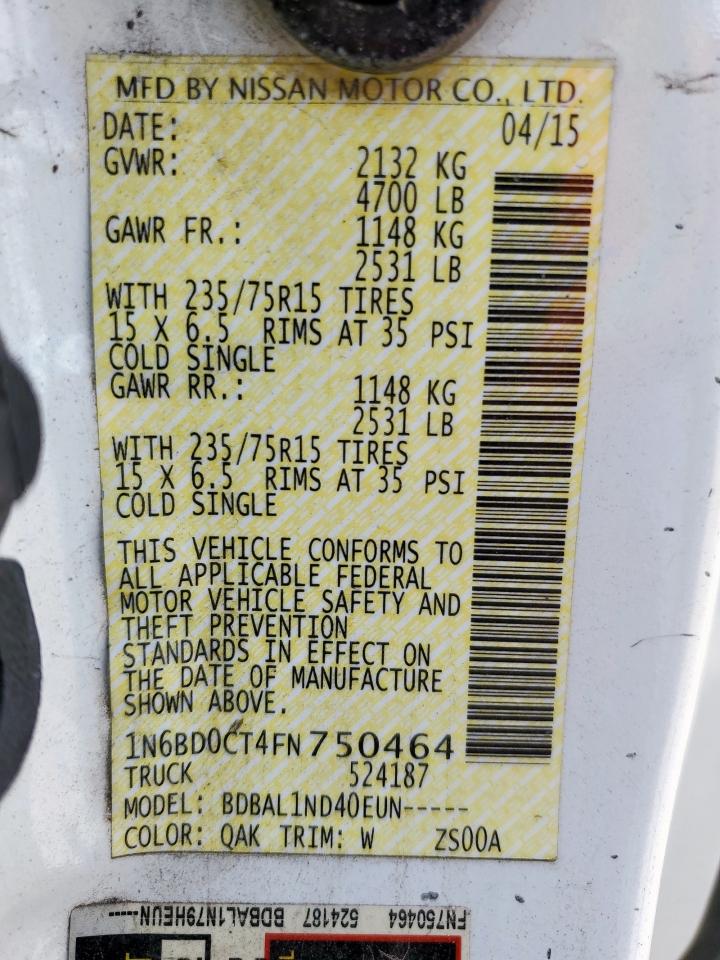 MFD BY NISSAN MOTOR CO., LTD.
DATE: 04/15
GVWR: 2132 KG
4700 LB
GAWR FR.: 1148 KG
2531 LB
WITH 235/75R15 TIRES
15 X 6.5 RIMS AT 35 PSI
COLD SINGLE
GAWR RR.: 1148 KG
2531 LB
WITH 235/75R15 TIRES
15 X 6.5 RIMS AT 35 PSI
COLD SINGLE
THIS VEHICLE CONFORMS TO
ALL APPLICABLE FEDERAL
MOTOR VEHICLE SAFETY AND
THEFT PREVENTION
STANDARDS IN EFFECT ON
THE DATE OF MANUFACTURE
SHOWN ABOVE.
1N6BD0CT4FN750464
TRUCK 524187
MODEL: BDBAL1ND40EUN-----
COLOR: QAK TRIM: W ZS00A
FN750464 524187 BDBAL1N79HEUN-----